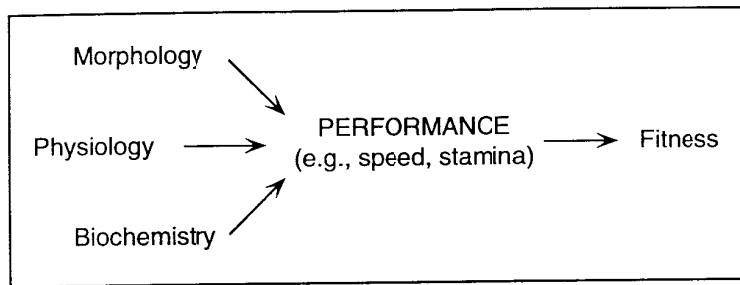 Morphology
PERFORMANCE
Physiology
(e.g., speed, stamina)
Fitness
Biochemistry